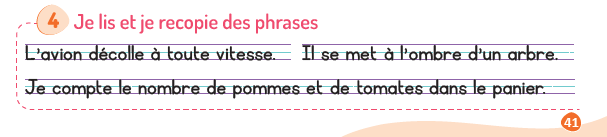 4 Je lis et je recopie des phrases
L'avion décolle à toute vitesse. Il se met à l'ombre d'un arbre.
Je compte le nombre de pommes et de tomates dans le panier.
41